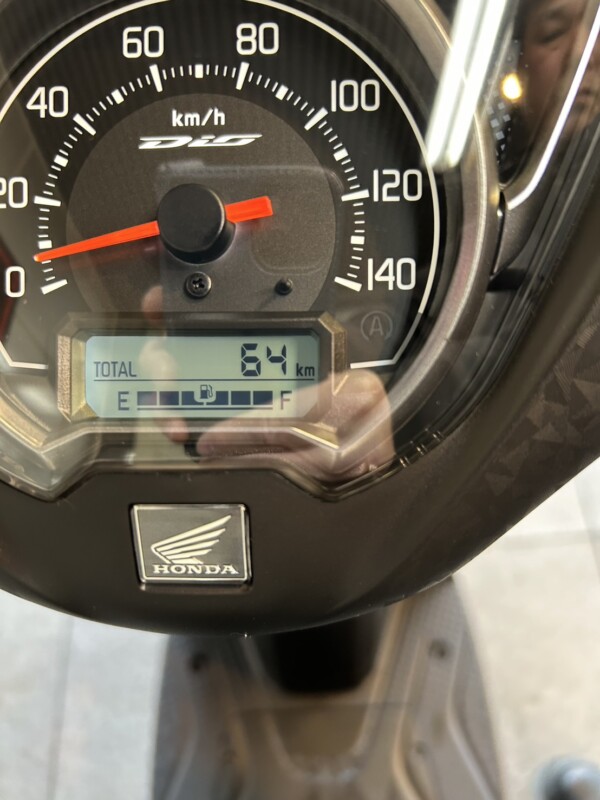 60 80
40 100
km/h
Dio
20 120
0 140
A
TOTAL 64 km
E F
HONDA